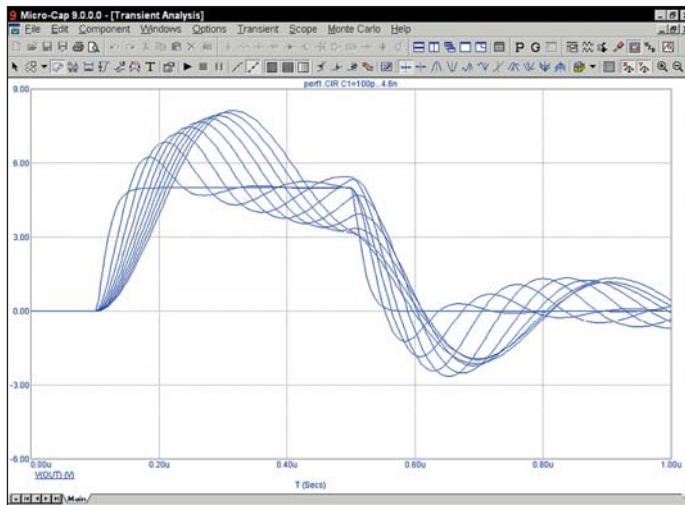 Micro-Cap 9.0.0.0 - [Transient Analysis]
File Edit Component Windows Options Transient Scope Monte Carlo Help
P G
T
perf1.CIR C1=100p...4.6n
9.00
6.00
3.00
0.00
-3.00
-6.00
0.00u 0.20u 0.40u 0.60u 0.80u 1.00u
V(OUT) (V)
T (Secs)
Main